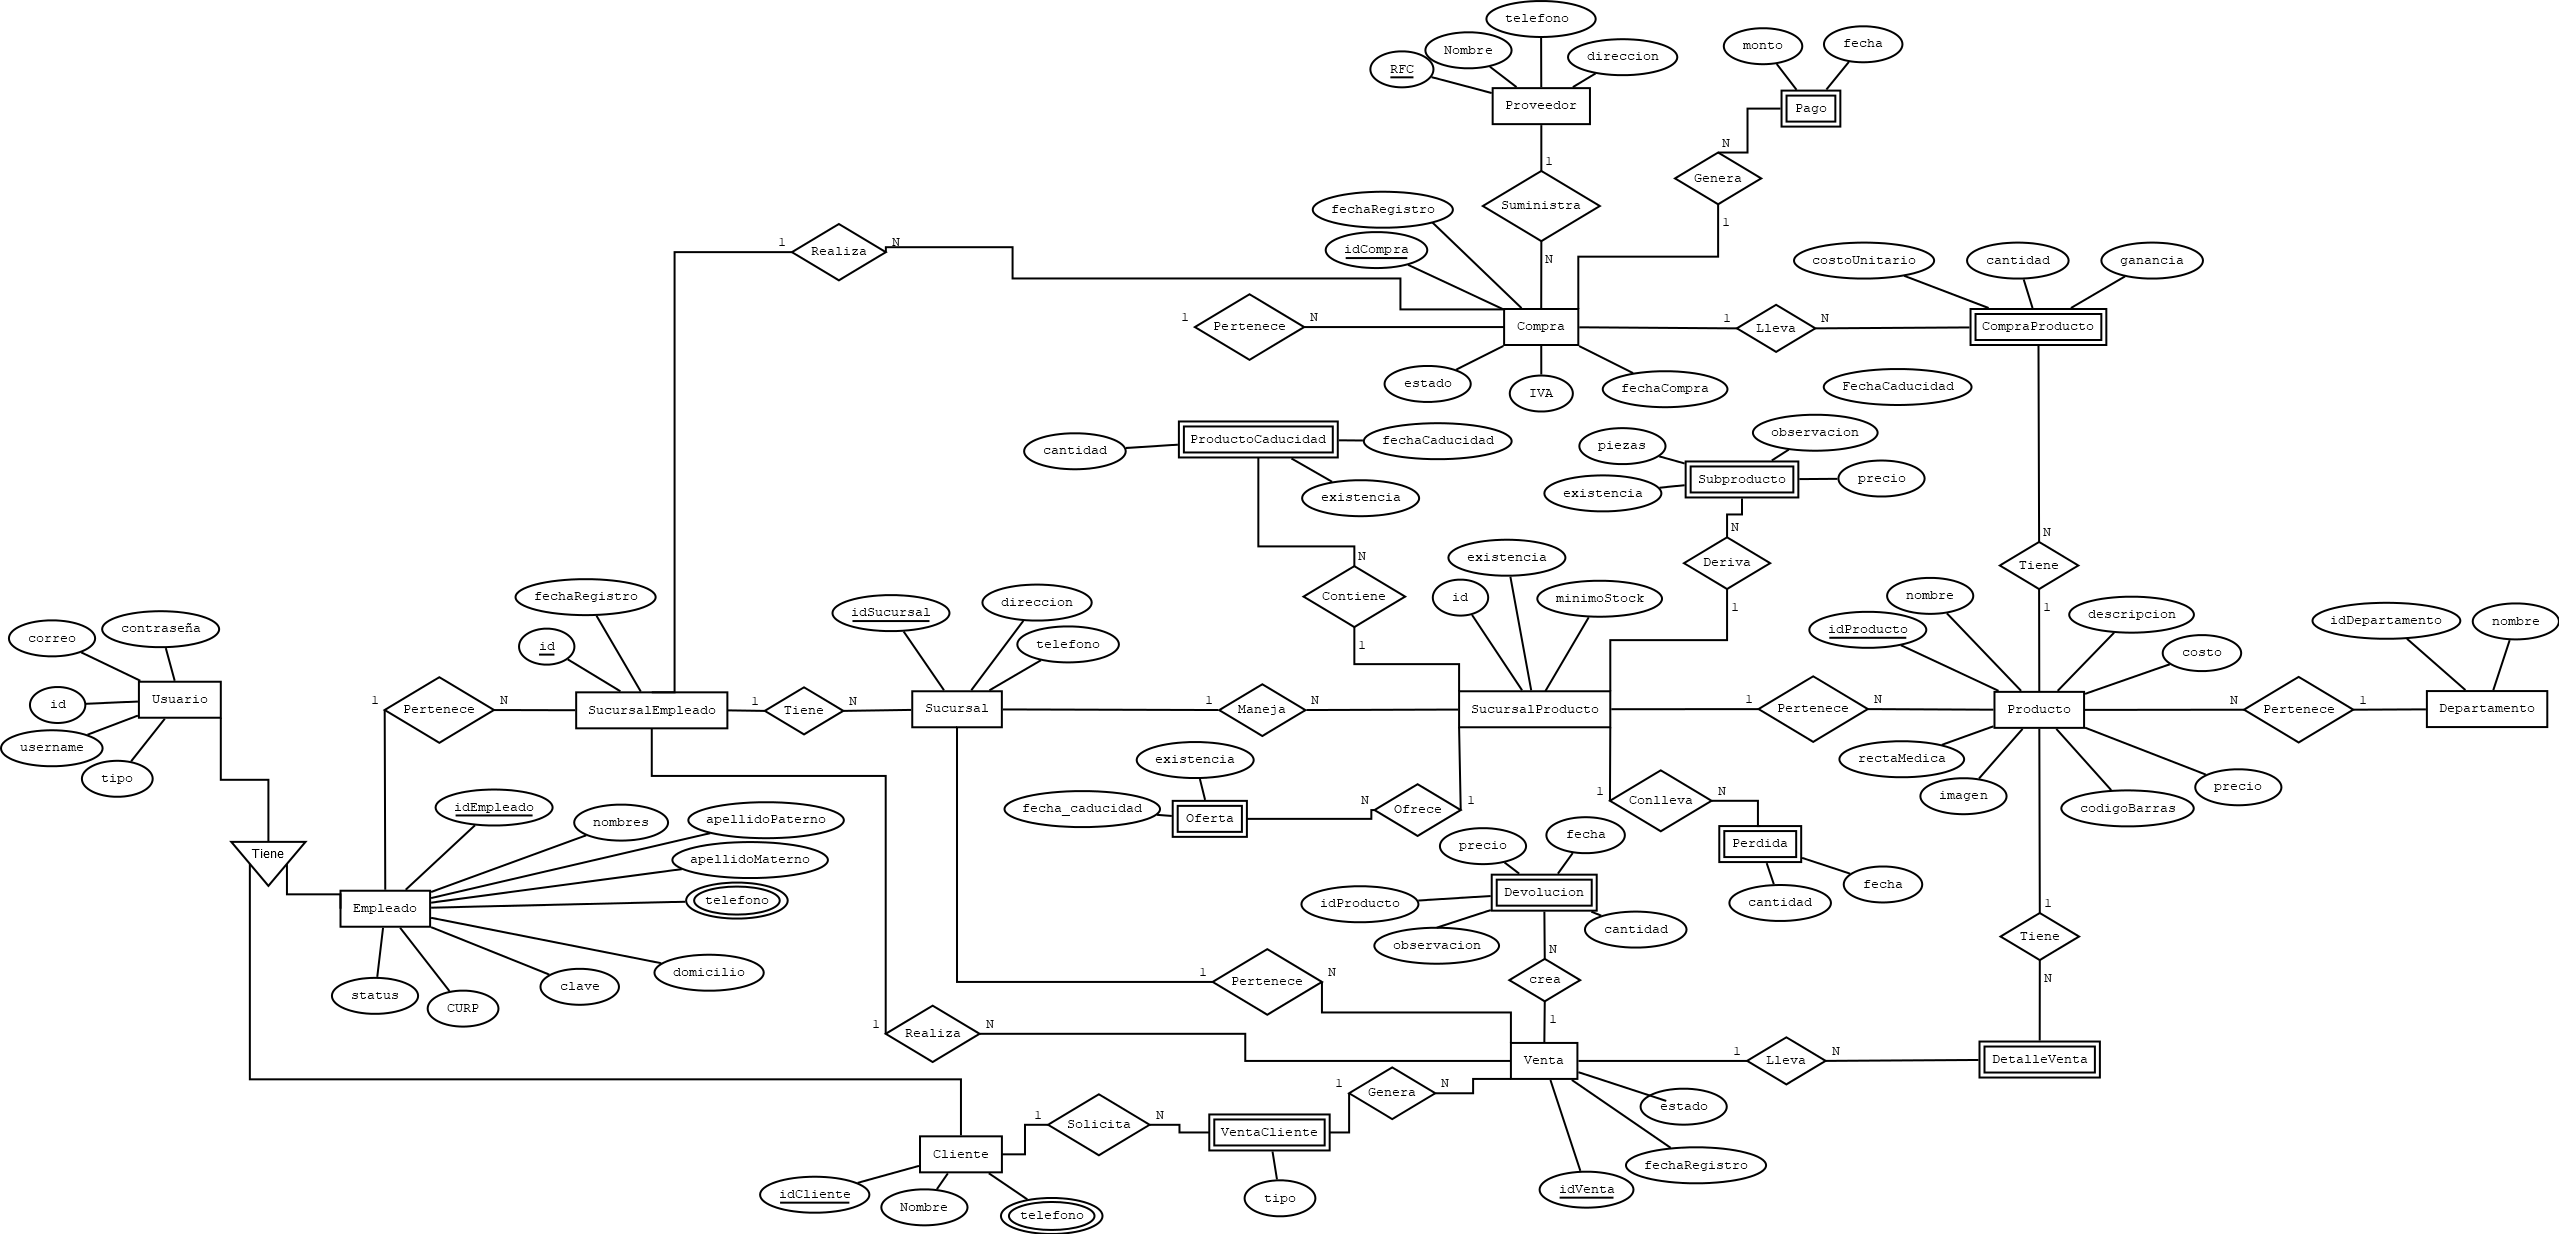 telefono
Nombre
monto
fecha
direccion
RFC
Proveedor
Pago
N
1
Genera
Suministra
fechaRegistro
1
1
N
Realiza
idCompra
N
costoUnitario
cantidad
ganancia
1
Pertenece
N
Compra
1
Lleva
N
CompraProducto
estado
IVA
fechaCompra
FechaCaducidad
cantidad
ProductoCaducidad
fechaCaducidad
piezas
observacion
existencia
existencia
Subproducto
precio
N
N
N
existencia
Deriva
Tiene
fechaRegistro
Contiene
id
minimoStock
nombre
1
1
idSucursal
direccion
descripcion
idDepartamento
nombre
correo
contraseña
id
telefono
1
idProducto
costo
Usuario
id
1
Pertenece
N
SucursalEmpleado
1
Tiene
N
Sucursal
1
Maneja
N
SucursalProducto
1
Pertenece
N
Producto
N
Pertenece
1
Departamento
username
tipo
existencia
rectaMedica
imagen
codigoBarras
precio
idEmpleado
nombres
apellidoPaterno
fecha_caducidad
Oferta
N
Ofrece
1
1
Conlleva
N
Tiene
apellidoMaterno
precio
fecha
Perdida
Empleado
telefono
idProducto
Devolucion
cantidad
fecha
observacion
cantidad
1
status
CURP
clave
domicilio
1
Pertenece
N
N
crea
Tiene
N
1
Realiza
N
1
Venta
1
Lleva
N
DetalleVenta
1
Genera
N
estado
1
Solicita
N
VentaCliente
Cliente
fechaRegistro
idCliente
Nombre
telefono
tipo
idVenta